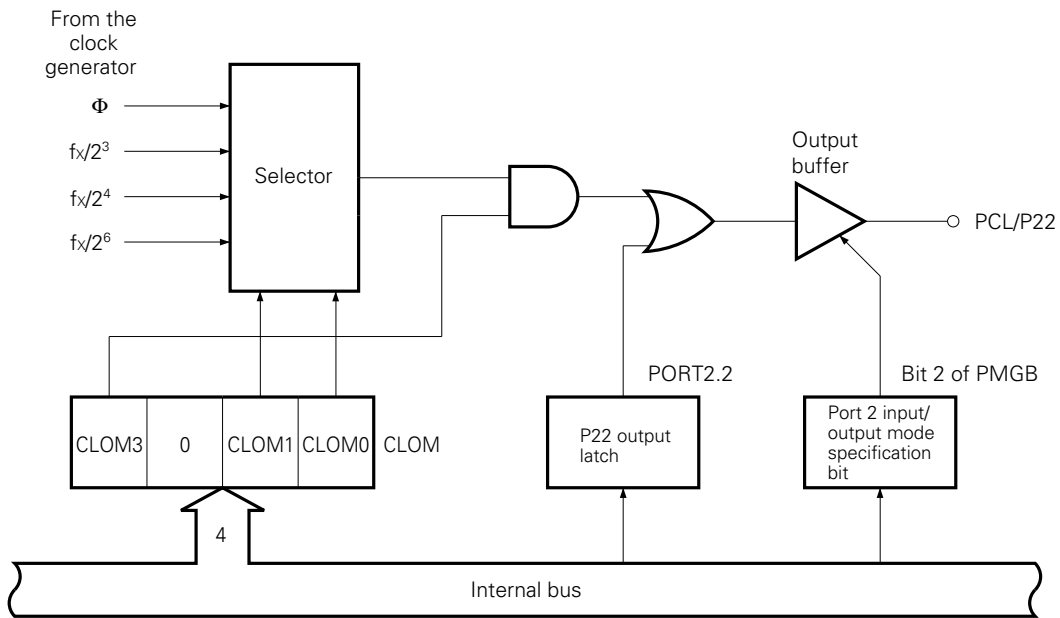 From the
clock
generator
Φ
fx/2³
fx/2⁴
fx/2⁶
Selector
Output
buffer
PCL/P22
PORT2.2
Bit 2 of PMGB
CLOM3 0 CLOM1 CLOM0 CLOM
P22 output
latch
Port 2 input/
output mode
specification
bit
4
Internal bus